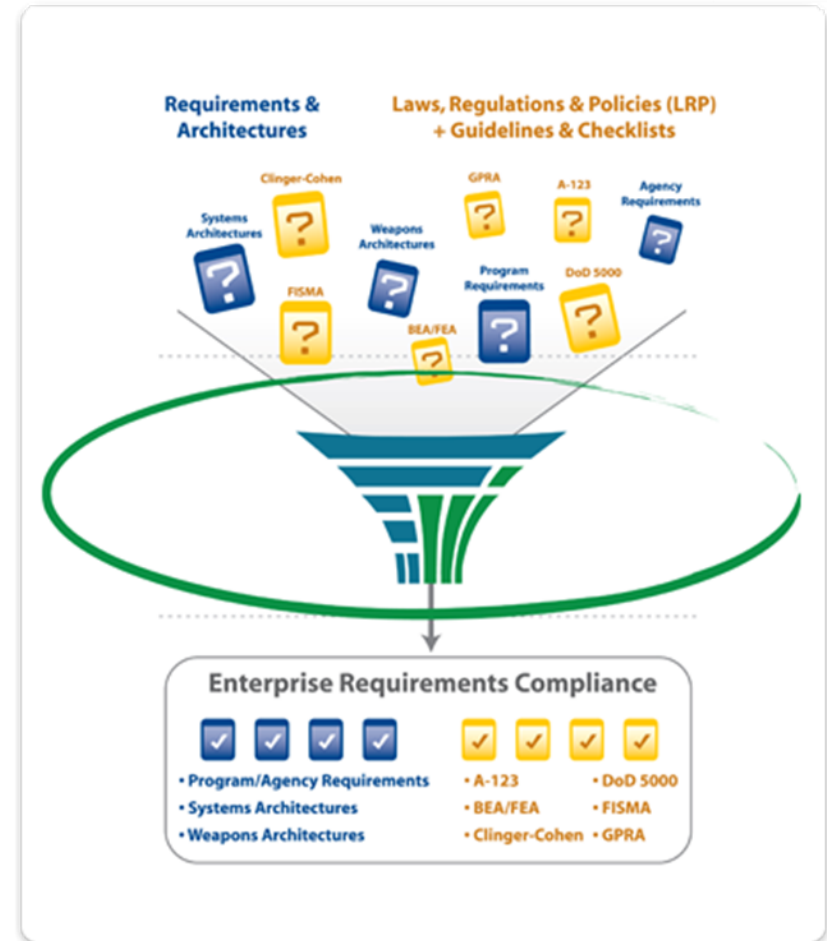 Requirements &
Architectures
Laws, Regulations & Policies (LRP)
+ Guidelines & Checklists
Clinger-Cohen
GPRA
A-123
Agency
Requirements
Systems
Architectures
Weapons
Architectures
Program
Requirements
DoD 5000
FISMA
BEA/FEA
Enterprise Requirements Compliance
• Program/Agency Requirements
• Systems Architectures
• Weapons Architectures
• A-123
• BEA/FEA
• Clinger-Cohen
• DoD 5000
• FISMA
• GPRA